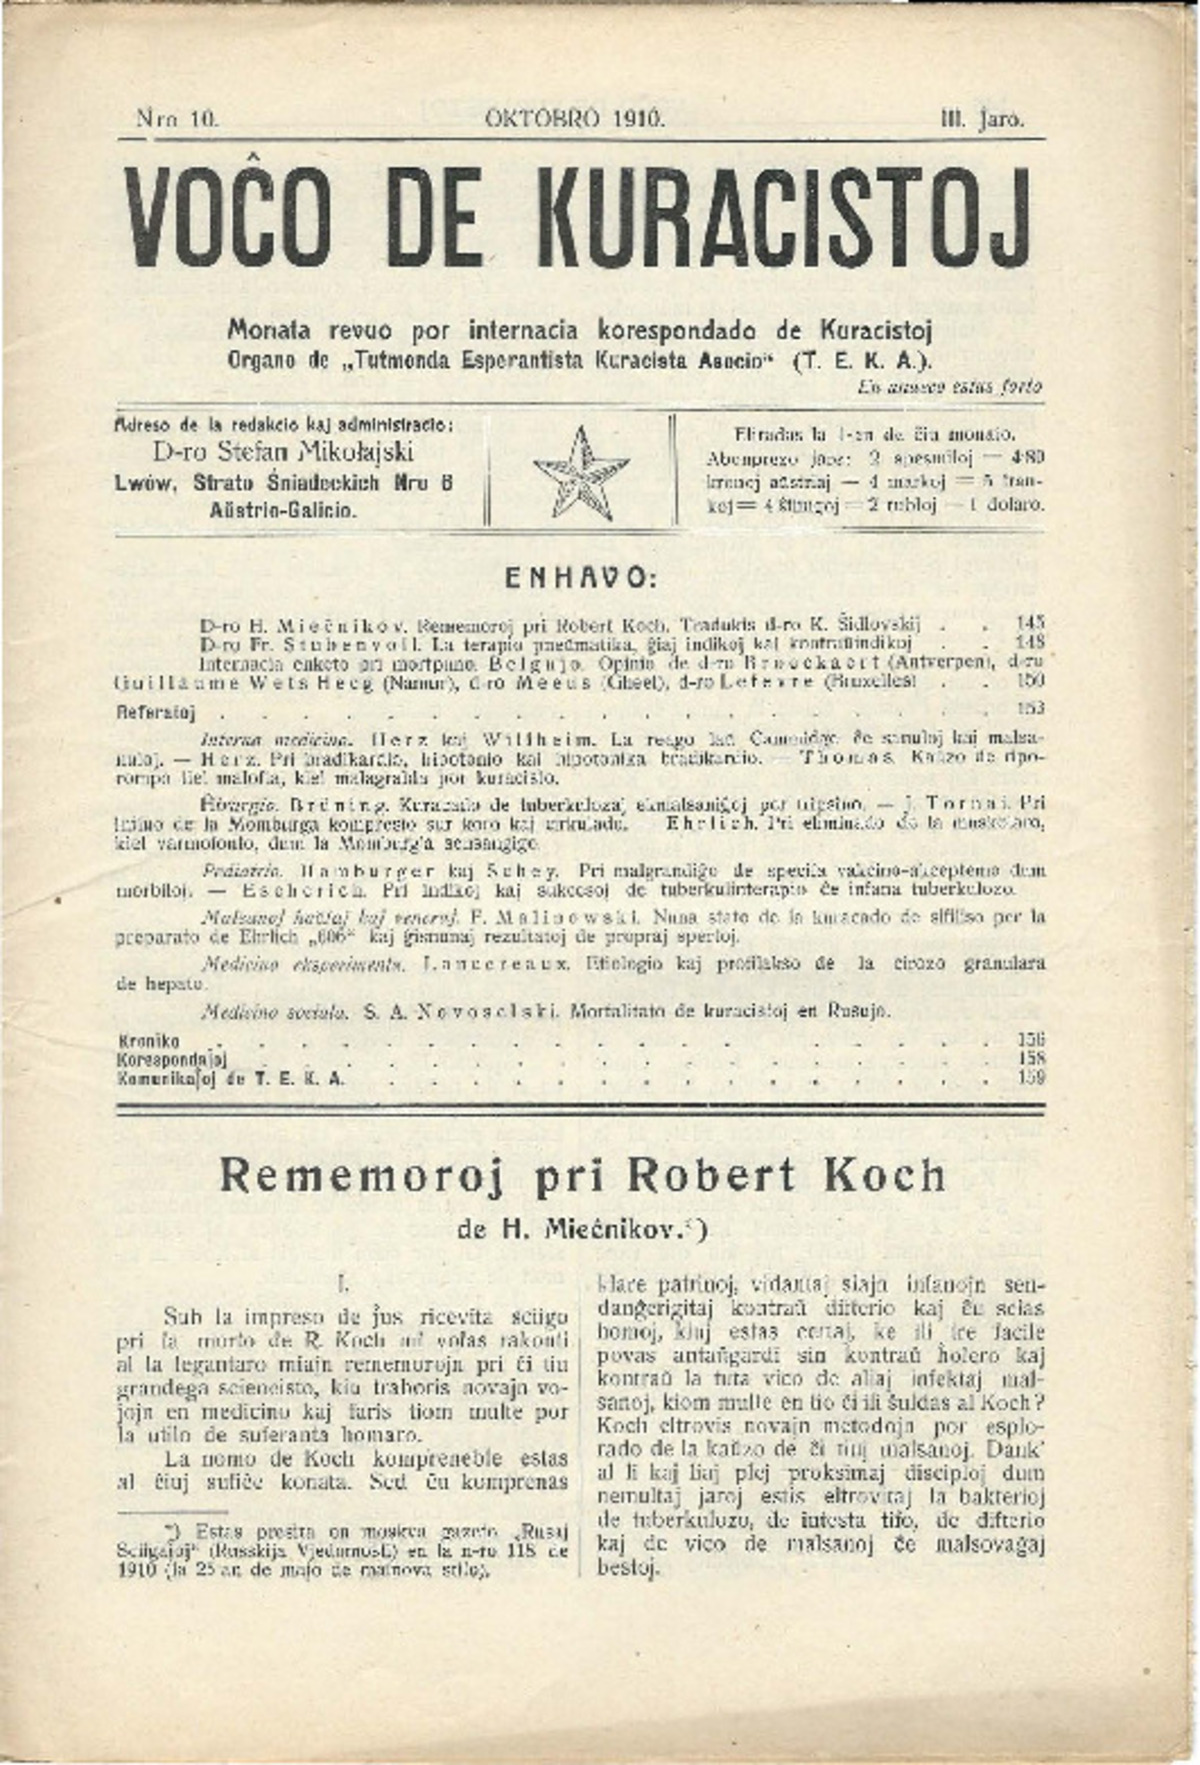 Nro 10. OKTOBRO 1910. III. jaro.
VOĈO DE KURACISTOJ
Monata revuo por internacia korespondado de Kuracistoj
Organo de „Tutmonda Esperantista Kuracista Asocio“ (T. E. K. A.).
En unueco estas forto
Adreso de la redakcio kaj administracio:
D-ro Stefan Mikołajski
Lwów, Strato Śniadeckich Nro 6
Aŭstrio-Galicio.
Eliradas la 1-an de ĉiu monato.
Abonprezo jare: 2 spesmiloj = 4·80
kronoj aŭstriaj = 4 markoj = 5 fran-
koj = 4 ŝilingoj = 2 rubloj = 1 dolaro.
ENHAVO:
D-ro H. Miečnikov. Rememoroj pri Robert Koch. Tradukis d-ro K. Ŝidlovskij . . 145
D-ro Fr. Stubenvoll. La terapio pneŭmatika, ĝiaj indikoj kaj kontraŭindikoj . . 148
Internacia enketo pri mortpuno. Belgujo. Opinio de d-ro Broeckaert (Antverpen), d-ro
Guillaume Wets Hecq (Namur), d-ro Meeus (Gheel), d-ro Lefevre (Bruxelles) . . 150
Referatoj . . . . . . . . . . . . . . . . . . 153
Interna medicino. Herz kaj Willheim. La reago laŭ Cammidge ĉe sanuloj kaj malsa-
nuloj. — Herz. Pri bradikardio, hipotonio kaj hipotonika bradikardio. — Thomas. Kaŭzo de ripo-
rompo tiel malofta, kiel malagrabla por kuracisto.
Ĥirurgio. Brüning. Kuracado de tuberkulozaj ekmalsaniĝoj per tripsino. — J. Tornai. Pri
influo de la Momburga kompresto sur koro kaj cirkulado. Ehrlich. Pri eliminado de la muskolaro,
kiel varmofonto, dum la Momburg'a sensangigo.
Pediatrio. Hamburger kaj Schey. Pri malgrandiĝo de specifa vakcino-akceptemo dum
morbiloj. — Escherich. Pri indikoj kaj sukcesoj de tuberkulinterapio ĉe infana tuberkulozo.
Malsanoj haŭtaj kaj veneraj. F. Malinowski. Nuna stato de la kuracado de sifiliso per la
preparato de Ehrlich „606“ kaj ĝisnunaj rezultatoj de propraj spertoj.
Medicino eksperimenta. Lancereaux. Etiologio kaj profilakso de la cirozo granulara
de hepato.
Medicino sociala. S. A. Novoselski. Mortalitato de kuracistoj en Rusujo.
Kroniko . . . . . . . . . . . . . . . . . . 156
Korespondaĵoj . . . . . . . . . . . . . . . . . . 158
Komunikaĵoj de T. E. K. A. . . . . . . . . . . . . . . . 159
Rememoroj pri Robert Koch
de H. Miečnikov.*)
I.
Sub la impreso de ĵus ricevita sciigo
pri la morto de R. Koch mi volas rakonti
al la legantaro miajn rememorojn pri ĉi tiu
grandega sciencisto, kiu traboris novajn vo-
jojn en medicino kaj faris tiom multe por
la utilo de suferanta homaro.
La nomo de Koch kompreneble estas
al ĉiuj sufiĉe konata. Sed ĉu komprenas
*) Estas presita en moskva gazeto „Rusaj
Sciigaĵoj“ (Russkija Vjedomosti) en la n-ro 118 de
1910 (la 25 an de majo de malnova stilo).
klare patrinoj, vidantaj siajn infanojn sen-
danĝerigitaj kontraŭ difterio kaj ĉu scias
homoj, kiuj estas certaj, ke ili tre facile
povas antaŭgardi sin kontraŭ ĥolero kaj
kontraŭ la tuta vico de aliaj infektaj mal-
sanoj, kiom multe en tio ĉi ili ŝuldas al Koch?
Koch eltrovis novajn metodojn por esplo-
rado de la kaŭzo de ĉi tiuj malsanoj. Dank'
al li kaj liaj plej proksimaj disciploj dum
nemultaj jaroj estis eltrovitaj la bakterioj
de tuberkulozo, de intesta tifo, de difterio
kaj de vico de malsanoj ĉe malsovaĝaj
bestoj.